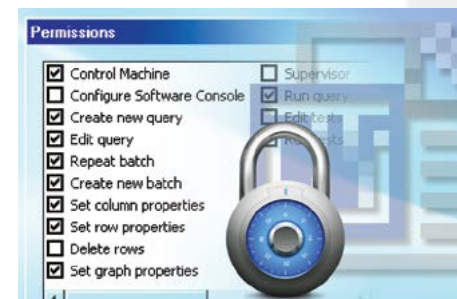 Permissions
Control Machine
Configure Software Console
Create new query
Edit query
Repeat batch
Create new batch
Set column properties
Set row properties
Delete rows
Set graph properties
Supervisor
Run query
Edit tests